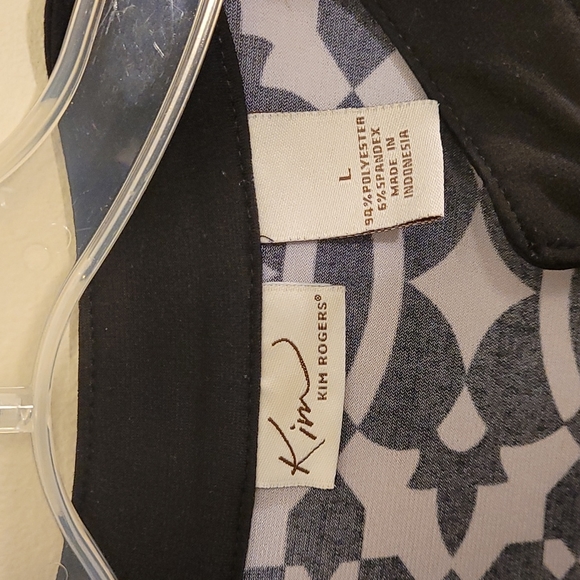 L
94% POLYESTER
6% SPANDEX
MADE IN
INDONESIA
Kim
KIM ROGERS®